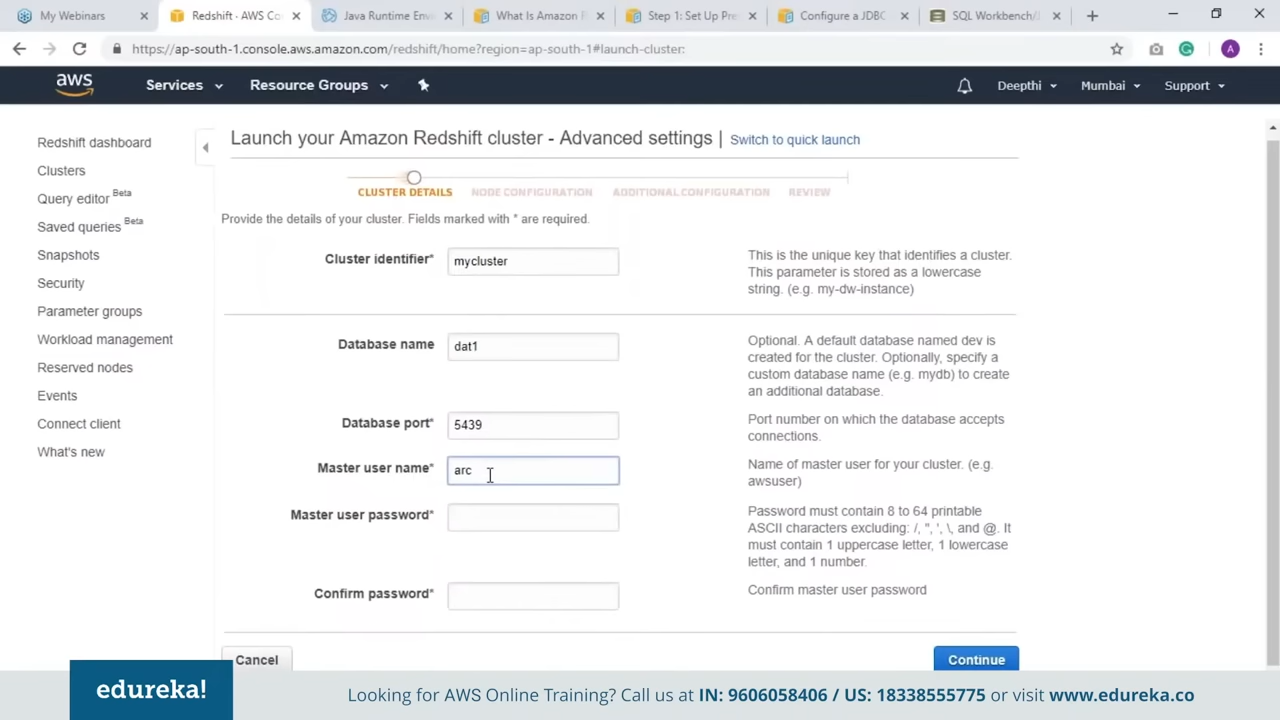 My Webinars
Redshift - AWS Co
Java Runtime Env
What Is Amazon
Step 1: Set Up Pre
Configure a JDBC
SQL Workbench/J
https://ap-south-1.console.aws.amazon.com/redshift/home?region=ap-south-1#launch-cluster:
A
aws
Services
Resource Groups
Deepthi
Mumbai
Support
Redshift dashboard
Clusters
Query editor Beta
Saved queries Beta
Snapshots
Security
Parameter groups
Workload management
Reserved nodes
Events
Connect client
What's new
Launch your Amazon Redshift cluster - Advanced settings | Switch to quick launch
CLUSTER DETAILS
NODE CONFIGURATION
ADDITIONAL CONFIGURATION
REVIEW
Provide the details of your cluster. Fields marked with * are required.
Cluster identifier*
mycluster
This is the unique key that identifies a cluster.
This parameter is stored as a lowercase
string. (e.g. my-dw-instance)
Database name
dat1
Optional. A default database named dev is
created for the cluster. Optionally, specify a
custom database name (e.g. mydb) to create
an additional database.
Database port*
5439
Port number on which the database accepts
connections.
Master user name*
arc
Name of master user for your cluster. (e.g.
awsuser)
Master user password*
Password must contain 8 to 64 printable
ASCII characters excluding: /, ", ', \, and @. It
must contain 1 uppercase letter, 1 lowercase
letter, and 1 number.
Confirm password*
Confirm master user password
Cancel
Continue
edureka!
Looking for AWS Online Training? Call us at IN: 9606058406 / US: 18338555775 or visit www.edureka.co